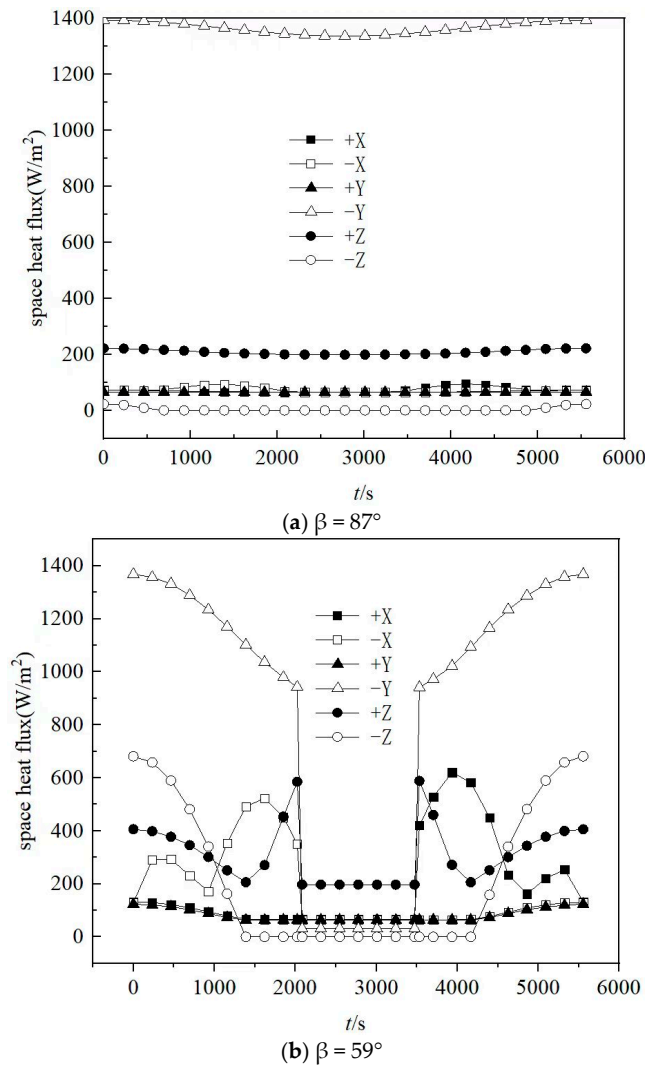 1400
1200
1000
800
600
400
200
0
space heat flux(W/m²)
+X
−X
+Y
−Y
+Z
−Z
0 1000 2000 3000 4000 5000 6000
t/s
(a) β = 87°
1400
1200
1000
800
600
400
200
0
space heat flux(W/m²)
+X
−X
+Y
−Y
+Z
−Z
0 1000 2000 3000 4000 5000 6000
t/s
(b) β = 59°